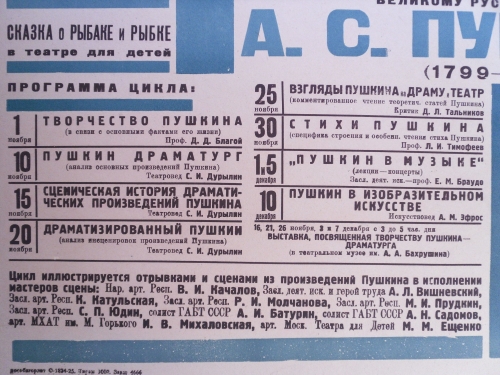 ВЕЛИКОМУ РУС
СКАЗКА о РЫБАКЕ и РЫБКЕ
в театре для детей
А. С. ПУ
(1799–
ПРОГРАММА ЦИКЛА:
1 ноября
ТВОРЧЕСТВО ПУШКИНА
(в связи с основными фактами его жизни)
Проф. Д. Д. Благой
10 ноября
ПУШКИН ДРАМАТУРГ
(анализ основных произведений Пушкина)
Театровед С. Н. Дурылин
15 ноября
СЦЕНИЧЕСКАЯ ИСТОРИЯ ДРАМАТИ-
ЧЕСКИХ ПРОИЗВЕДЕНИЙ ПУШКИНА
Театровед С. Н. Дурылин
20 ноября
ДРАМАТИЗИРОВАННЫЙ ПУШКИН
(анализ инсценировок произведений Пушкина)
Театровед С. Н. Дурылин
25 ноября
ВЗГЛЯДЫ ПУШКИНА НА ДРАМУ и ТЕАТР
(комментированное чтение теоретич. статей Пушкина)
Критик Д. Л. Тальников
30 ноября
СТИХИ ПУШКИНА
(специфика строения и особенн. чтения стиха Пушкина)
Проф. Л. И. Тимофеев
1 и 5 декабря
„ПУШКИН В МУЗЫКЕ"
(лекции—концерты)
Засл. деят. иск.—проф. Е. М. Браудо
10 декабря
ПУШКИН В ИЗОБРАЗИТЕЛЬНОМ
ИСКУССТВЕ
Искусствовед А. М. Эфрос
16, 21, 26 ноября, 2 и 7 декабря с 3 до 5 час. дня
ВЫСТАВКА, ПОСВЯЩЕННАЯ ТВОРЧЕСТВУ ПУШКИНА—
ДРАМАТУРГА
(в театральном музее им. А. А. Бахрушина)
Цикл иллюстрируется отрывками и сценами из произведений Пушкина в исполнении
мастеров сцены: Нар. арт. Респ. В. И. Качалов, Засл. деят. иск. и герой труда А. Л. Вишневский,
Засл. арт. Респ. К. Катульская, Засл. арт. Респ. Р. И. Молчанова, Засл. арт. Респ. М. И. Прудкин,
Засл. арт. Респ. С. П. Юдин, солист ГАБТ СССР А. И. Батурин, солист ГАБТ СССР А. Н. Садомов,
арт. МХАТ им. М. Горького И. В. Михаловская, арт. Моск. Театра для Детей М. М. Ещенко